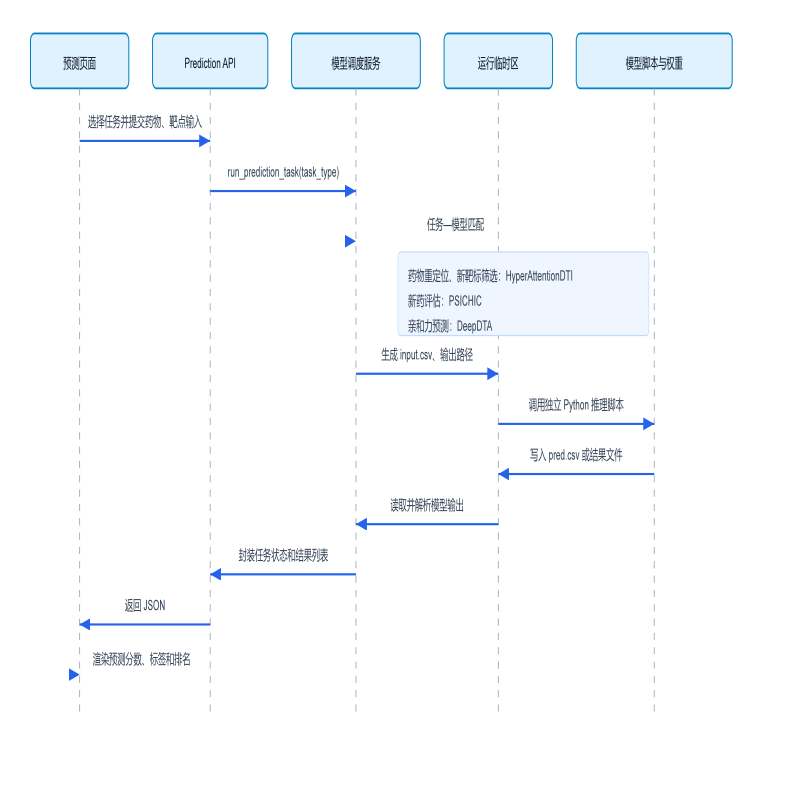 预测页面
Prediction API
模型调度服务
运行临时区
模型脚本与权重
选择任务并提交药物、靶点输入
run_prediction_task(task_type)
任务—模型匹配
药物重定位、新靶标筛选：HyperAttentionDTI
新药评估：PSICHIC
亲和力预测：DeepDTA
生成 input.csv、输出路径
调用独立 Python 推理脚本
写入 pred.csv 或结果文件
读取并解析模型输出
封装任务状态和结果列表
返回 JSON
渲染预测分数、标签和排名